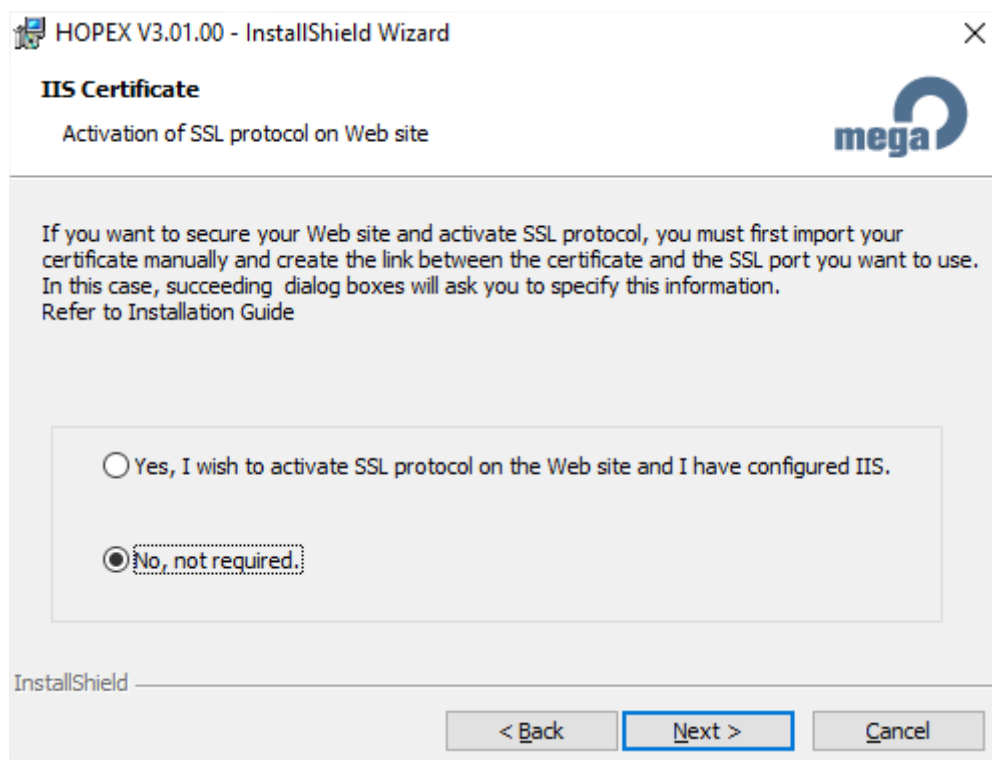 HOPEX V3.01.00 - InstallShield Wizard
IIS Certificate
Activation of SSL protocol on Web site
mega
If you want to secure your Web site and activate SSL protocol, you must first import your
certificate manually and create the link between the certificate and the SSL port you want to use.
In this case, succeeding  dialog boxes will ask you to specify this information.
Refer to Installation Guide
Yes, I wish to activate SSL protocol on the Web site and I have configured IIS.
No, not required.
InstallShield
< Back Next > Cancel